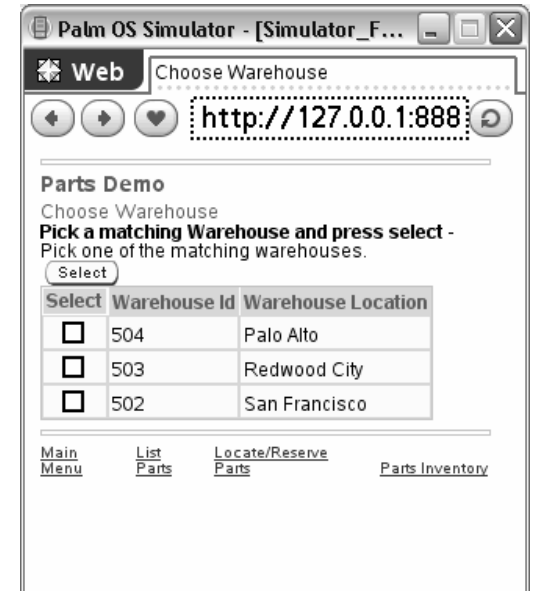 Palm OS Simulator - [Simulator_F...
Web Choose Warehouse
http://127.0.0.1:888
Parts Demo
Choose Warehouse
Pick a matching Warehouse and press select -
Pick one of the matching warehouses.
Select
Select Warehouse Id Warehouse Location
504 Palo Alto
503 Redwood City
502 San Francisco
Main Menu List Parts Locate/Reserve Parts Parts Inventory